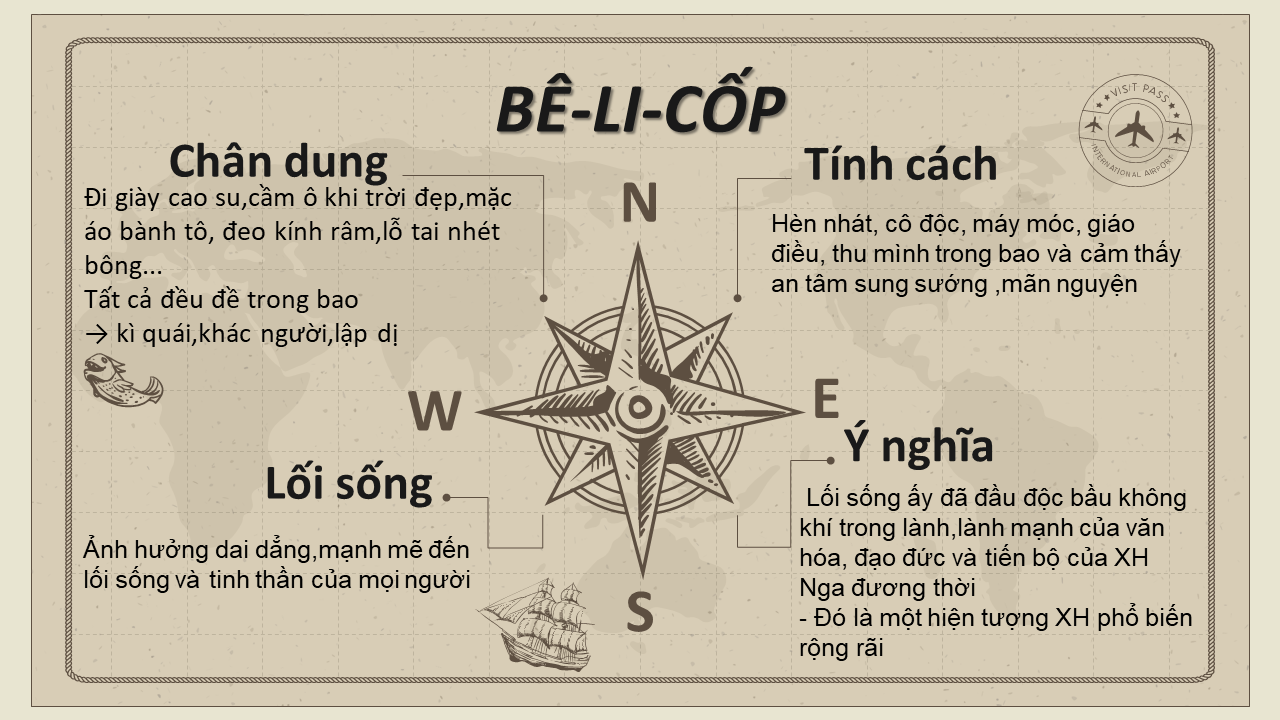 BÊ-LI-CỐP
VISIT PASS
INTERNATIONAL AIRPORT
Chân dung
Đi giày cao su,cầm ô khi trời đẹp,mặc
áo bành tô, đeo kính râm,lỗ tai nhét
bông...
Tất cả đều đề trong bao
→ kì quái,khác người,lập dị
Tính cách
Hèn nhát, cô độc, máy móc, giáo
điều, thu mình trong bao và cảm thấy
an tâm sung sướng ,mãn nguyện
N
W
E
S
Lối sống
Ảnh hưởng dai dẳng,mạnh mẽ đến
lối sống và tinh thần của mọi người
Ý nghĩa
Lối sống ấy đã đầu độc bầu không
khí trong lành,lành mạnh của văn
hóa, đạo đức và tiến bộ của XH
Nga đương thời
- Đó là một hiện tượng XH phổ biến
rộng rãi